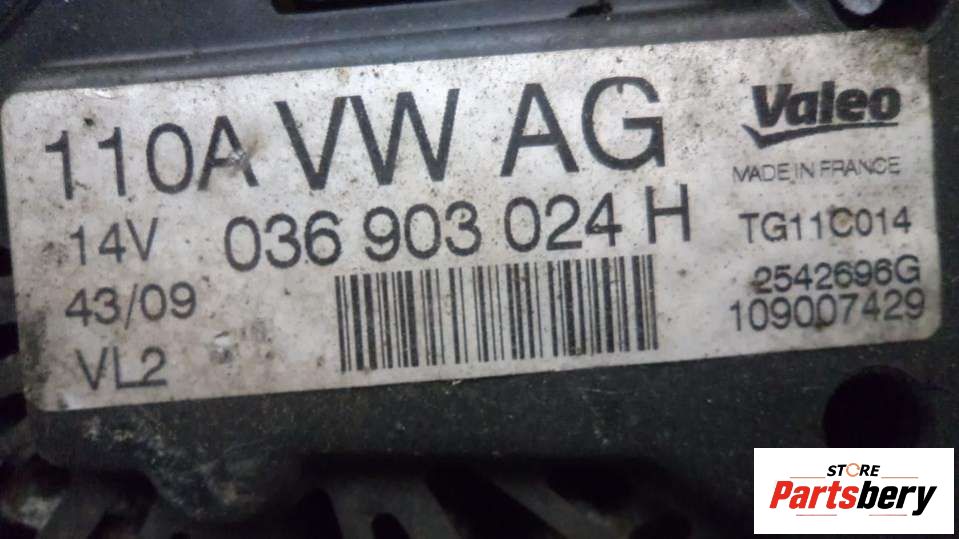 110A VW AG
Valeo
MADE IN FRANCE
14V 036 903 024 H TG11C014
43/09 2542696G
VL2 109007429
STORE
Partsbery